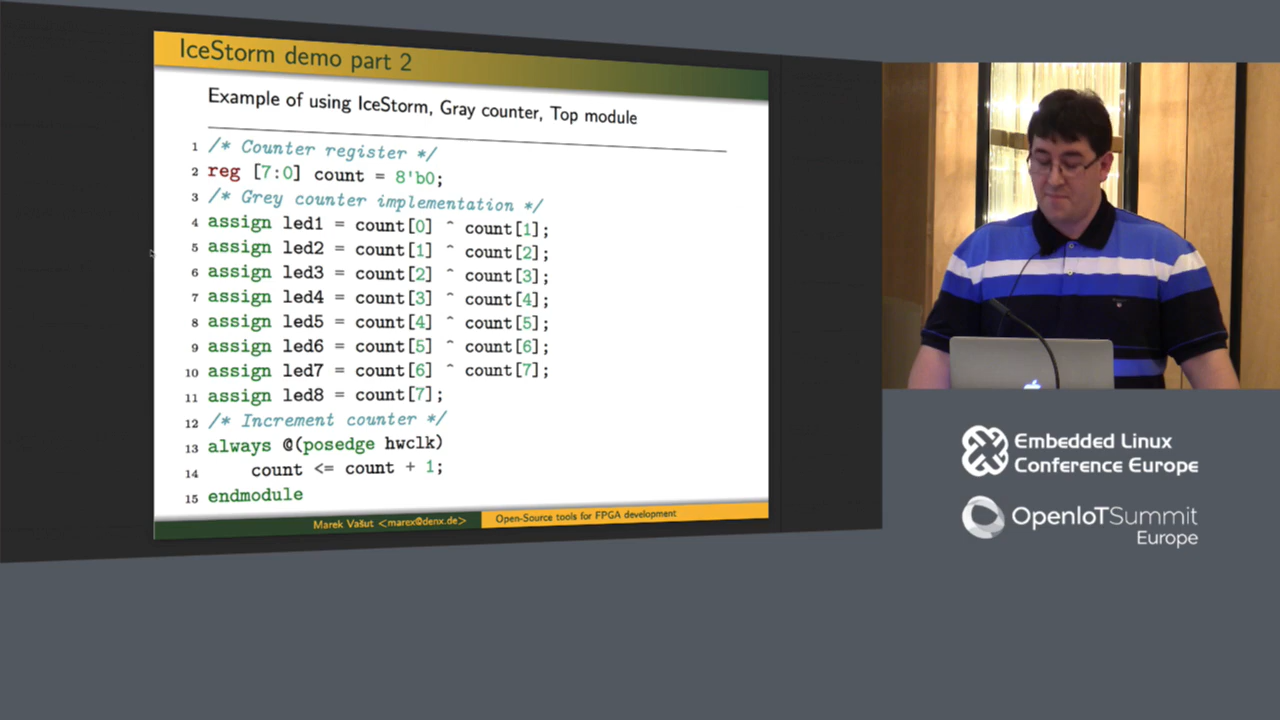 IceStorm demo part 2
Example of using IceStorm, Gray counter, Top module
1 /* Counter register */
2 reg [7:0] count = 8'b0;
3 /* Grey counter implementation */
4 assign led1 = count[0] ^ count[1];
5 assign led2 = count[1] ^ count[2];
6 assign led3 = count[2] ^ count[3];
7 assign led4 = count[3] ^ count[4];
8 assign led5 = count[4] ^ count[5];
9 assign led6 = count[5] ^ count[6];
10 assign led7 = count[6] ^ count[7];
11 assign led8 = count[7];
12 /* Increment counter */
13 always @(posedge hwclk)
14 count <= count + 1;
15 endmodule
Marek Vašut <marex@denx.de>
Open-Source tools for FPGA development
Embedded Linux
Conference Europe
OpenIoTSummit
Europe